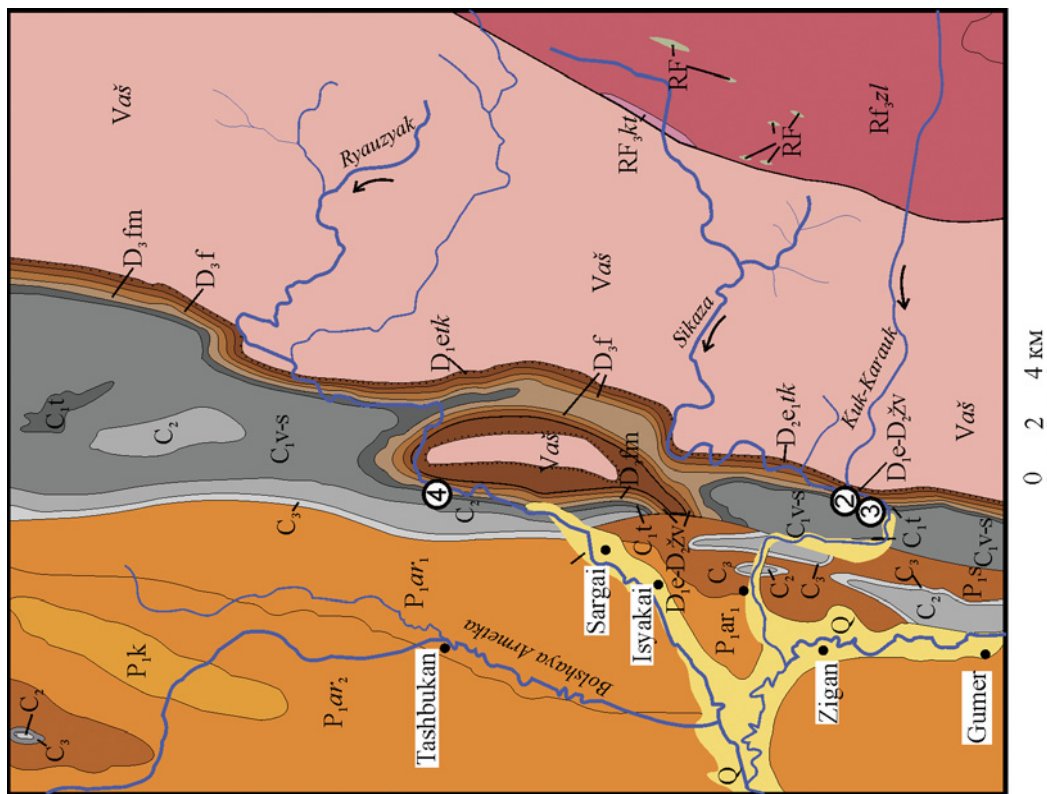 C₂
C₃
P₁k
P₁ar₂
Tashbukan
Bolshaya Armetka
P₁ar₁
Sargai
Isyakai
P₁ar₁
Q
Q
Zigan
Gumer
C₁t
C₂
C₁v-s
C₃
C₂
④
D₃fm
D₃f
D₁etk
D₃f
Vaš
D₃fm
C₁t
D₁e-D₂žv
C₃
C₂
C₃
C₁v-s
C₂
C₃
P₁s
C₁v-s
C₁t
②
③
D₁e-D₂žv
D₂e₁tk
Vaš
Ryauzyak
Vaš
Sikaza
Kuk-Karauk
Vaš
RF₃kt
RF
RF
Rf₃zl
0 2 4 км